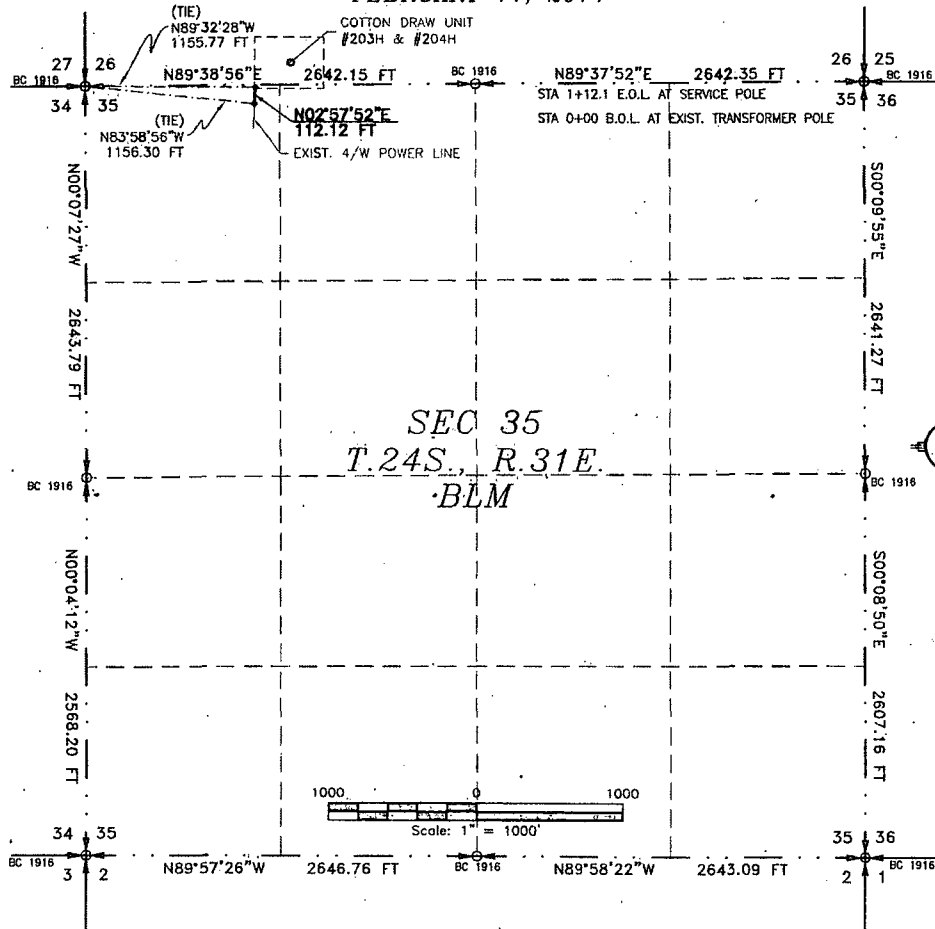 (TIE)
N89°32'28"W
1155.77 FT
COTTON DRAW UNIT
#203H & #204H
27 26
BC 1916
34 35
N89°38'56"E 2642.15 FT
BC 1916
N89°37'52"E 2642.35 FT
26 25
BC 1916
35 36
STA 1+12.1 E.O.L. AT SERVICE POLE
STA 0+00 B.O.L. AT EXIST. TRANSFORMER POLE
(TIE)
N83°58'56"W
1156.30 FT
N02°57'52"E
112.12 FT
EXIST. 4/W POWER LINE
N00°07'27"W 2643.79 FT
S00°09'55"E 2641.27 FT
SEC 35
T.24S., R.31E.
BLM
BC 1916
BC 1916
N00°04'12"W 2568.20 FT
S00°08'50"E 2607.16 FT
1000 0 1000
Scale: 1" = 1000'
34 35
BC 1916
3 2
N89°57'26"W 2646.76 FT
BC 1916
N89°58'22"W 2643.09 FT
35 36
BC 1916
2 1